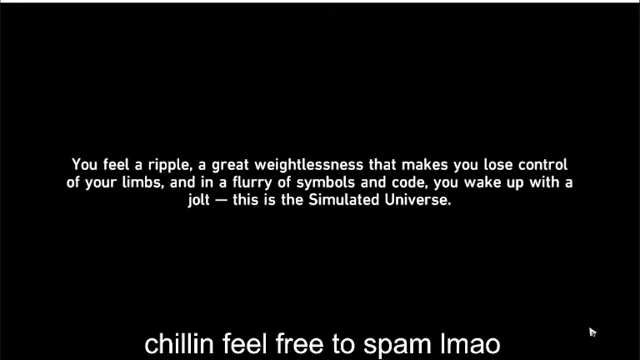 You feel a ripple, a great weightlessness that makes you lose control
of your limbs, and in a flurry of symbols and code, you wake up with a
jolt — this is the Simulated Universe.
chillin feel free to spam lmao